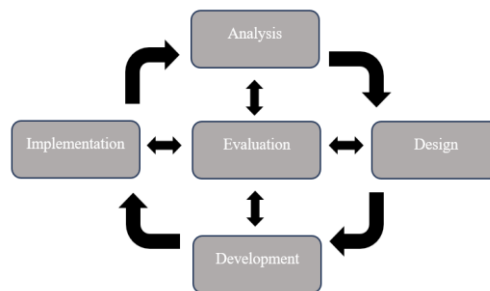 Analysis
Implementation
Evaluation
Design
Development